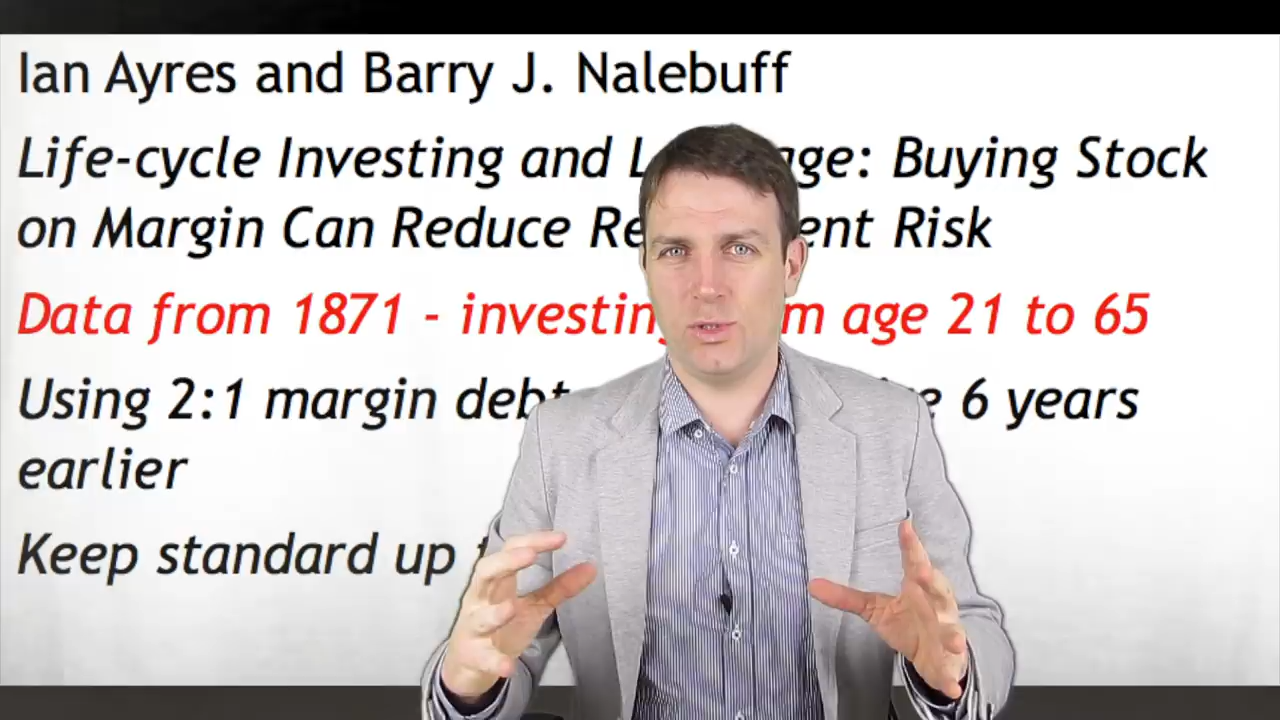 Ian Ayres and Barry J. Nalebuff
Life-cycle Investing and L age: Buying Stock
on Margin Can Reduce Re ent Risk
Data from 1871 - investin m age 21 to 65
Using 2:1 margin debt e 6 years
earlier
Keep standard up